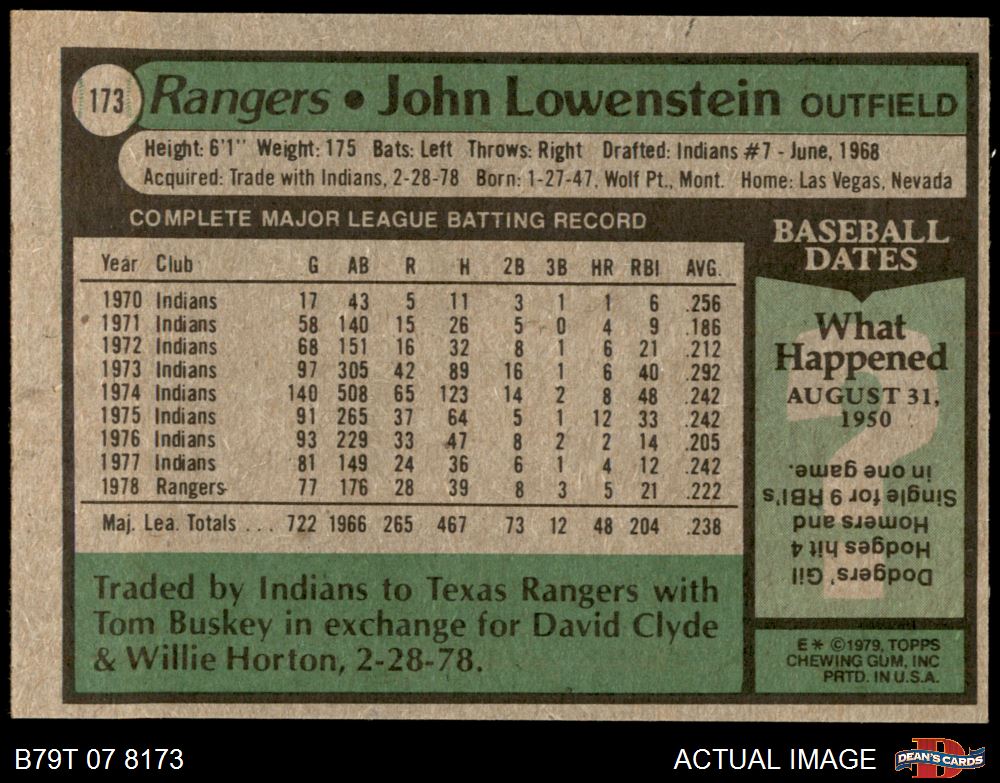 173 Rangers • John Lowenstein OUTFIELD
Height: 6'1" Weight: 175 Bats: Left Throws: Right Drafted: Indians #7 - June, 1968
Acquired: Trade with Indians, 2-28-78 Born: 1-27-47, Wolf Pt., Mont. Home: Las Vegas, Nevada
COMPLETE MAJOR LEAGUE BATTING RECORD
Year Club G AB R H 2B 3B HR RBI AVG.
1970 Indians 17 43 5 11 3 1 1 6 .256
1971 Indians 58 140 15 26 5 0 4 9 .186
1972 Indians 68 151 16 32 8 1 6 21 .212
1973 Indians 97 305 42 89 16 1 6 40 .292
1974 Indians 140 508 65 123 14 2 8 48 .242
1975 Indians 91 265 37 64 5 1 12 33 .242
1976 Indians 93 229 33 47 8 2 2 14 .205
1977 Indians 81 149 24 36 6 1 4 12 .242
1978 Rangers 77 176 28 39 8 3 5 21 .222
Maj. Lea. Totals ... 722 1966 265 467 73 12 48 204 .238
Traded by Indians to Texas Rangers with
Tom Buskey in exchange for David Clyde
& Willie Horton, 2-28-78.
BASEBALL
DATES
What
Happened
AUGUST 31,
1950
?
Dodgers' Gil
Hodges hit 4
Homers and
Single for 9 RBI's
in one game.
E * ©1979, TOPPS
CHEWING GUM, INC
PRTD. IN U.S.A.
B79T 07 8173
ACTUAL IMAGE
D
DEAN'S CARDS